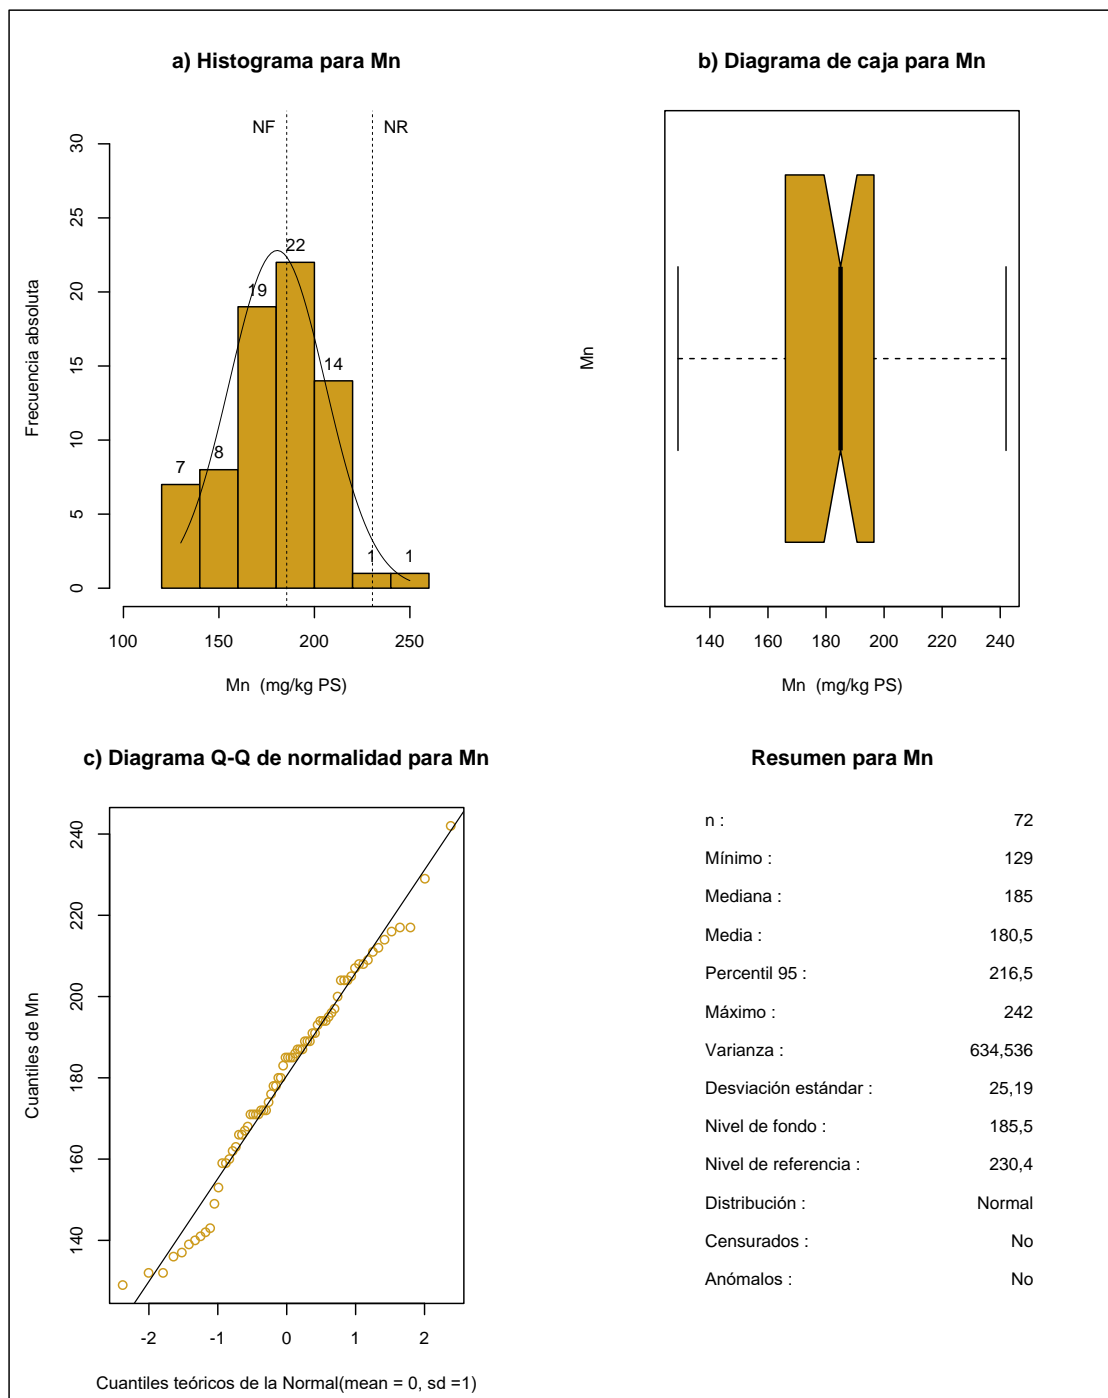 a) Histograma para Mn
NF
NR
Frecuencia absoluta
30
25
20
15
10
5
0
7
8
19
22
14
1
1
100
150
200
250
Mn (mg/kg PS)
b) Diagrama de caja para Mn
Mn
140
160
180
200
220
240
Mn (mg/kg PS)
c) Diagrama Q-Q de normalidad para Mn
Cuantiles de Mn
240
220
200
180
160
140
-2
-1
0
1
2
Cuantiles teóricos de la Normal(mean = 0, sd =1)
Resumen para Mn
n : 72
Mínimo : 129
Mediana : 185
Media : 180,5
Percentil 95 : 216,5
Máximo : 242
Varianza : 634,536
Desviación estándar : 25,19
Nivel de fondo : 185,5
Nivel de referencia : 230,4
Distribución : Normal
Censurados : No
Anómalos : No